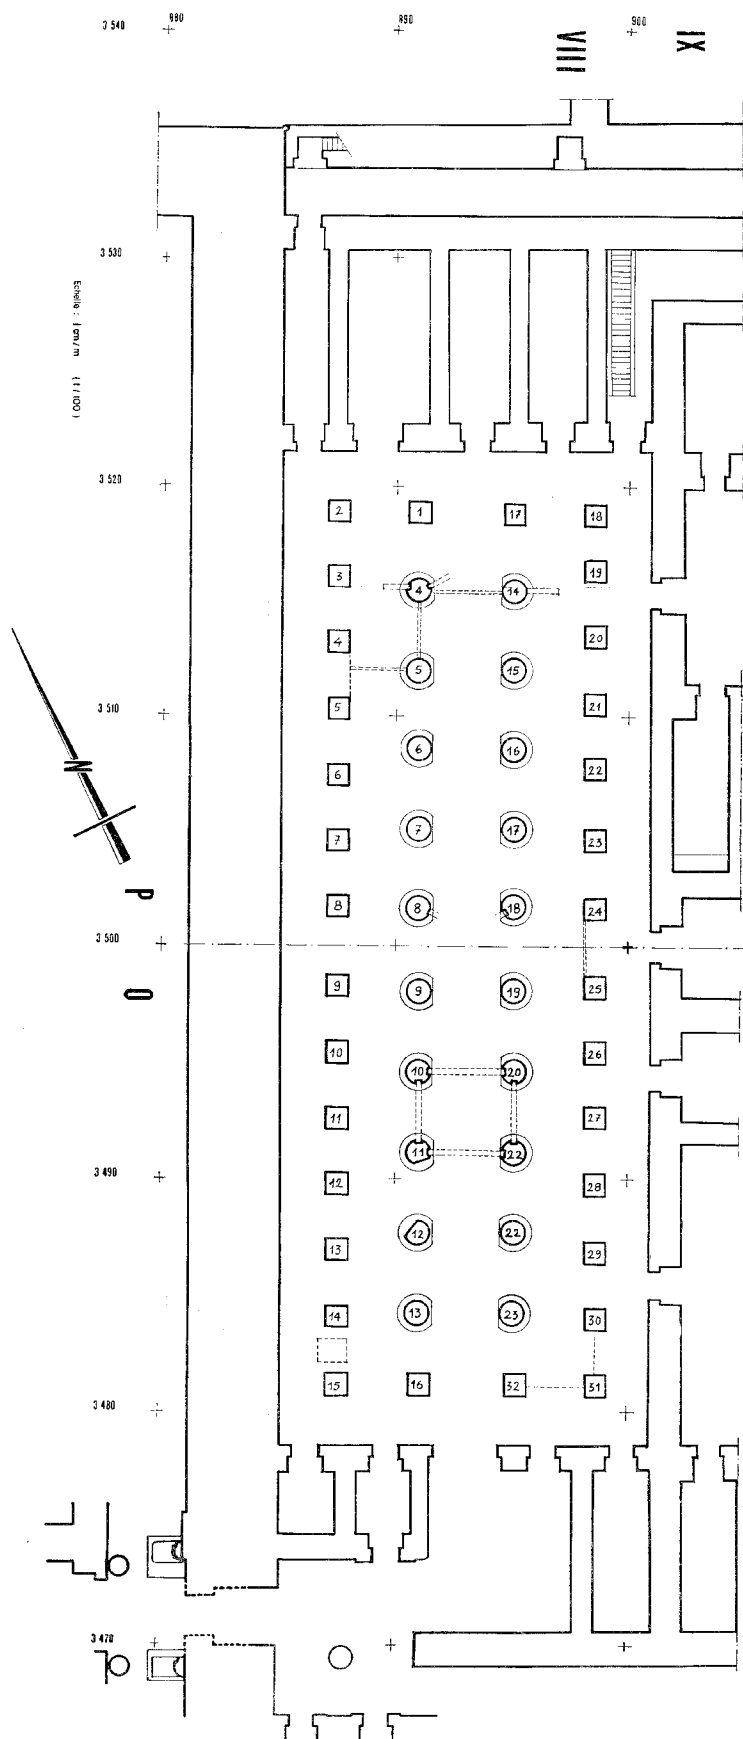 3 540
880
890
900
VIII
IX
3 530
Echelle : 1 cm/m (1/100)
3 520
2 1 17 18
3 4 14 19
4 20
5 15
5 21
6 16
6 22
7 17
7 23
8 8 18 24
3 510
N
P
O
3 500
9 9 19 25
10 10 20 26
11 27
11 22
3 490
12 28
12 22
13 29
14 13 23 30
15 16 32 31
3 480
3 470